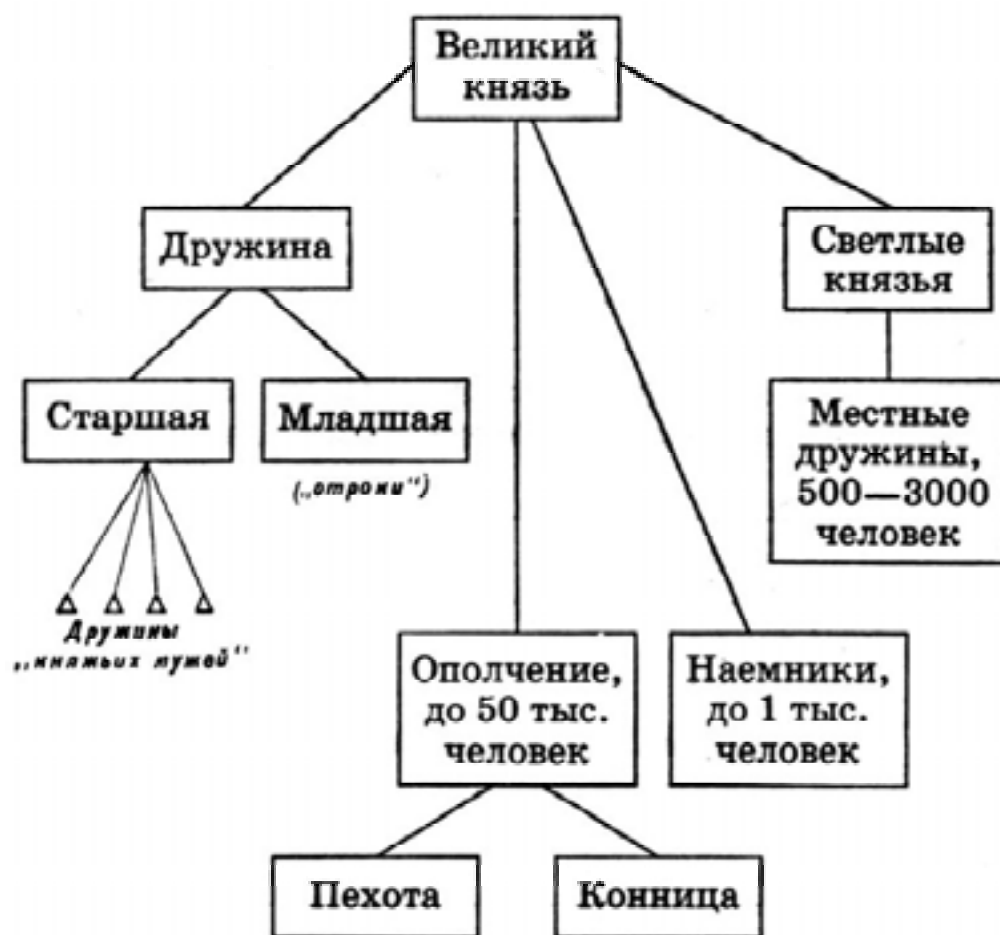 Великий
князь
Дружина
Светлые
князья
Старшая
Младшая
(„отроки“)
Местные
дружины,
500—3000
человек
Дружины
„княжьих мужей“
Ополчение,
до 50 тыс.
человек
Наемники,
до 1 тыс.
человек
Пехота
Конница